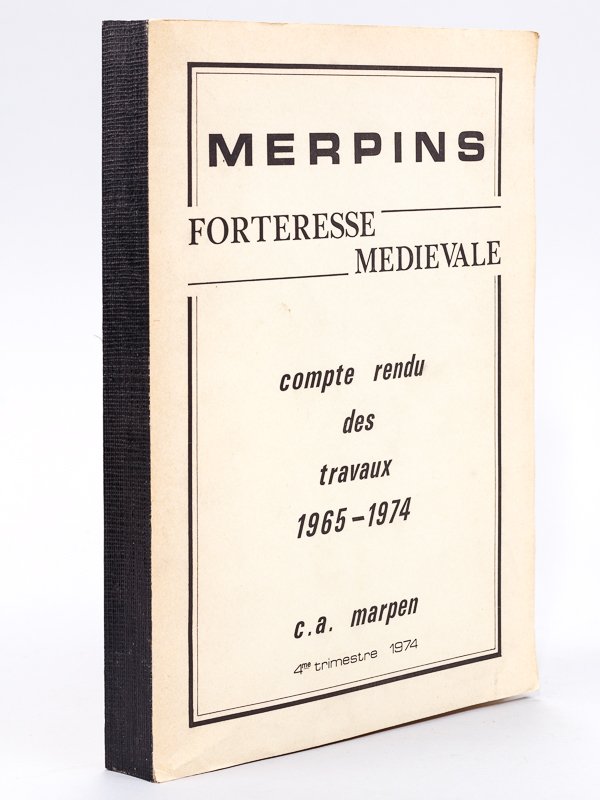 MERPINS
FORTERESSE
MEDIEVALE
compte rendu
des
travaux
1965-1974
c.a. marpen
4me trimestre 1974